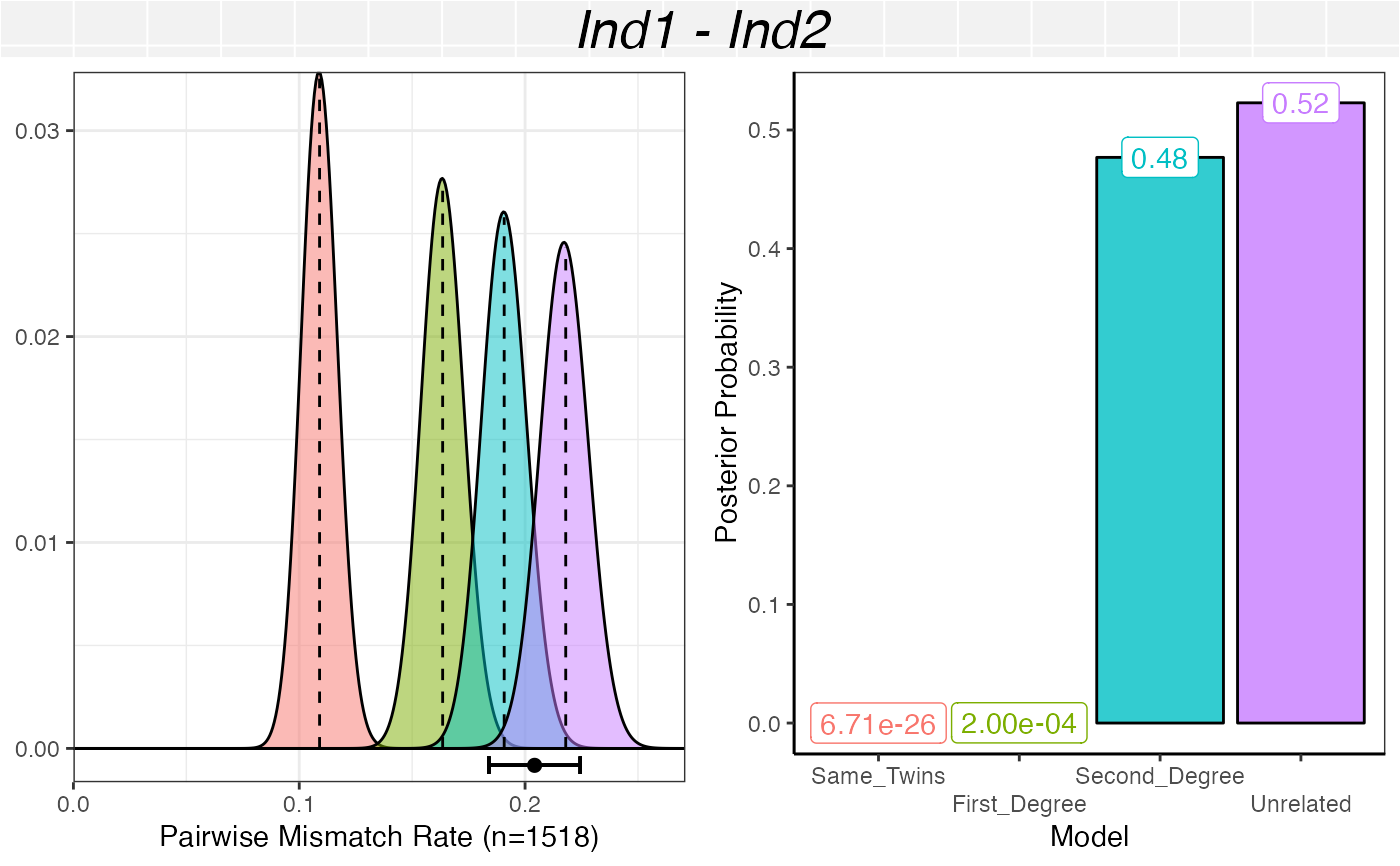 Ind1 - Ind2
0.03
0.02
0.01
0.00
0.0
0.1
0.2
Pairwise Mismatch Rate (n=1518)
Posterior Probability
0.5
0.4
0.3
0.2
0.1
0.0
6.71e-26
2.00e-04
0.48
0.52
Same_Twins
First_Degree
Second_Degree
Unrelated
Model